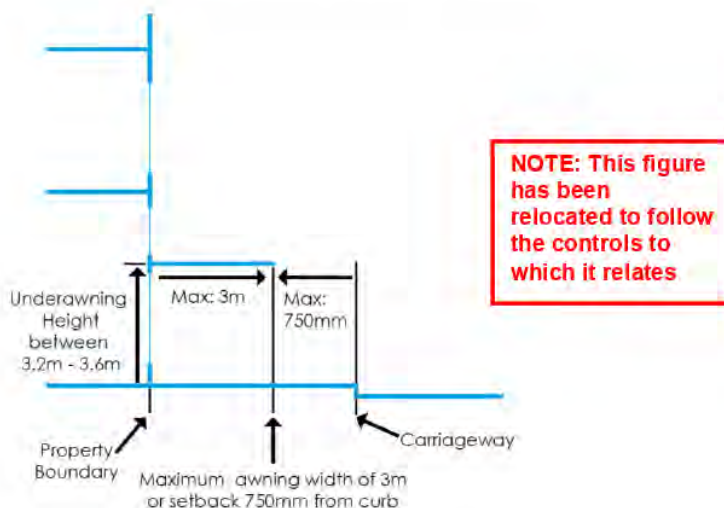 NOTE: This figure
has been
relocated to follow
the controls to
which it relates
Underawning
Height
between
3.2m - 3.6m
Max: 3m
Max:
750mm
Property
Boundary
Carriageway
Maximum awning width of 3m
or setback 750mm from curb